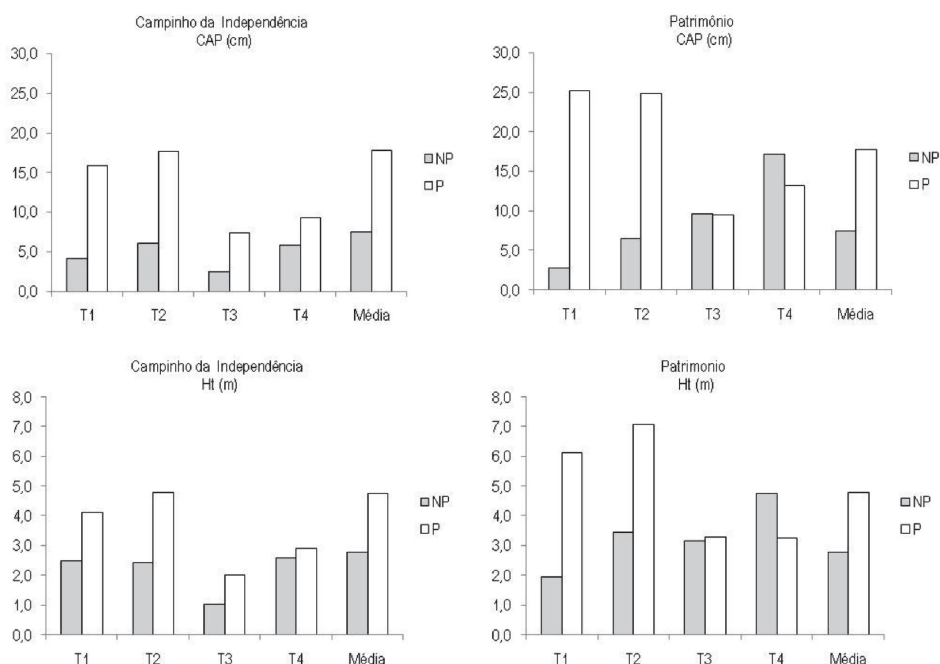 Campinho da Independência
CAP (cm)
30,0
25,0
20,0
15,0
10,0
5,0
0,0
T1 T2 T3 T4 Média
NP
P
Patrimônio
CAP (cm)
30,0
25,0
20,0
15,0
10,0
5,0
0,0
T1 T2 T3 T4 Média
NP
P
Campinho da Independência
Ht (m)
8,0
7,0
6,0
5,0
4,0
3,0
2,0
1,0
0,0
T1 T2 T3 T4 Média
NP
P
Patrimonio
Ht (m)
8,0
7,0
6,0
5,0
4,0
3,0
2,0
1,0
0,0
T1 T2 T3 T4 Média
NP
P